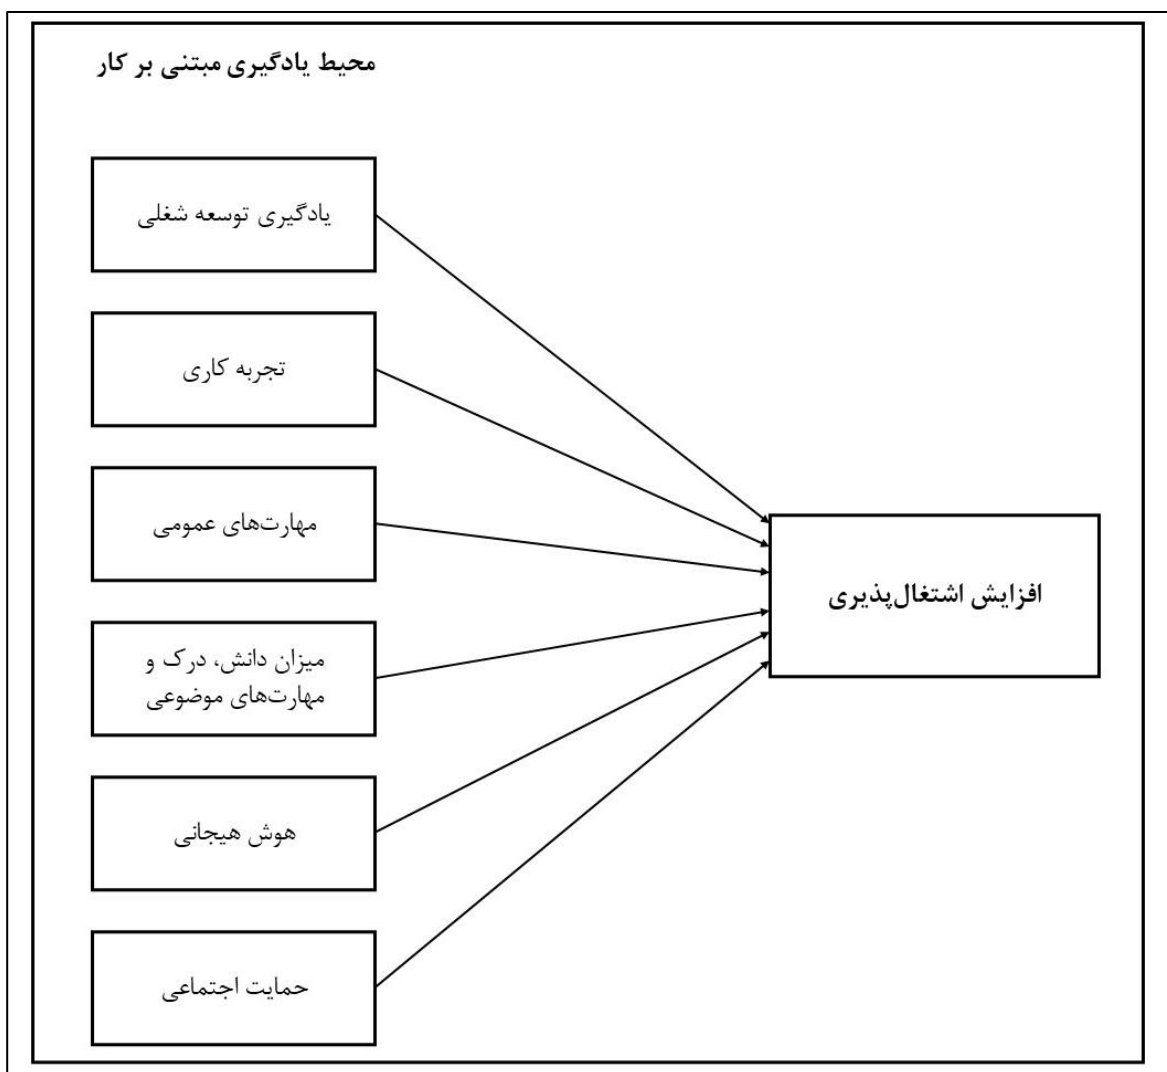 محیط یادگیری مبتنی بر کار
یادگیری توسعه شغلی
تجربه کاری
مهارت‌های عمومی
میزان دانش، درک و
مهارت‌های موضوعی
هوش هیجانی
حمایت اجتماعی
افزایش اشتغال‌پذیری